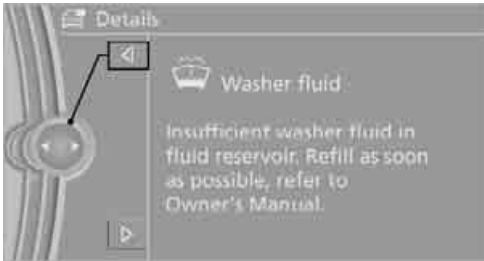 Details
Washer fluid
Insufficient washer fluid in
fluid reservoir. Refill as soon
as possible, refer to
Owner's Manual.